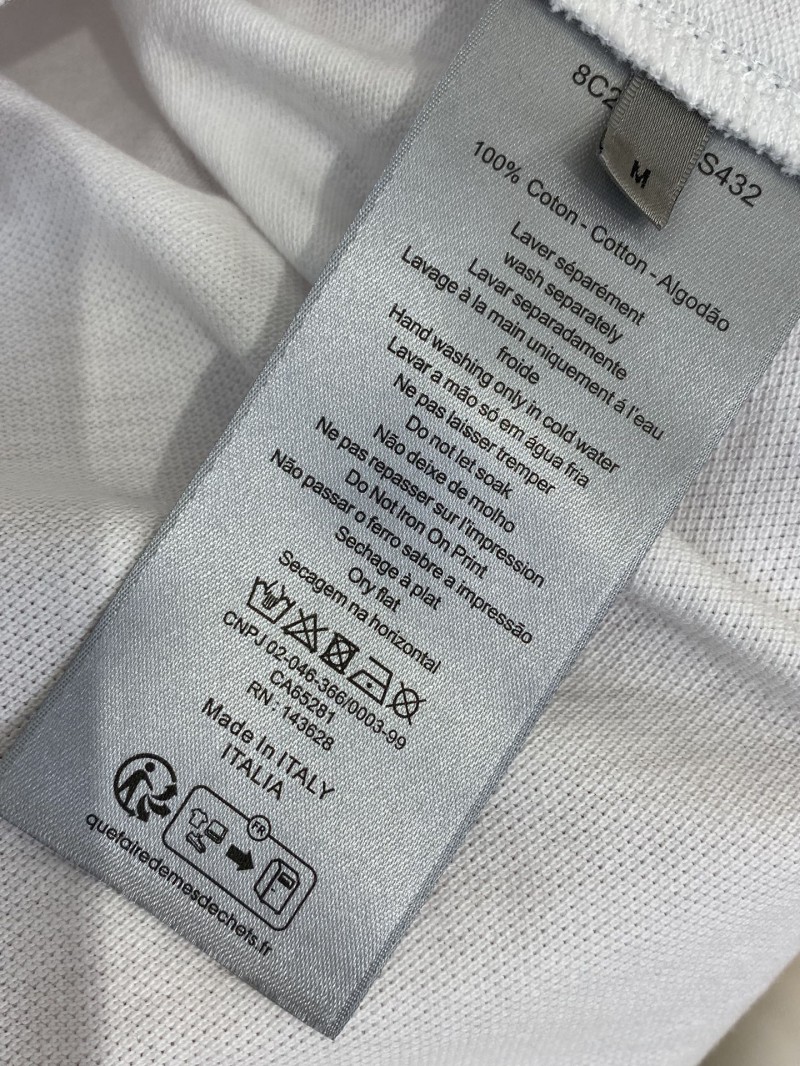 8C2
S432
M
100% Coton - Cotton - Algodão
Laver séparément
wash separately
Lavar separadamente
Lavage à la main uniquement á l'eau
froide
Hand washing only in cold water
Lavar a mão só em água fria
Ne pas laisser tremper
Do not let soak
Não deixe de molho
Ne pas repasser sur l'impression
Do Not Iron On Print
Não passar o ferro sabre a impressão
Sechage à plat
Ory flat
Secagem na horizontal
CNPJ 02-046-366/0003-99
CA65281
RN : 143628
Made In ITALY
ITALIA
FR
quetairedemesdechefs.fr